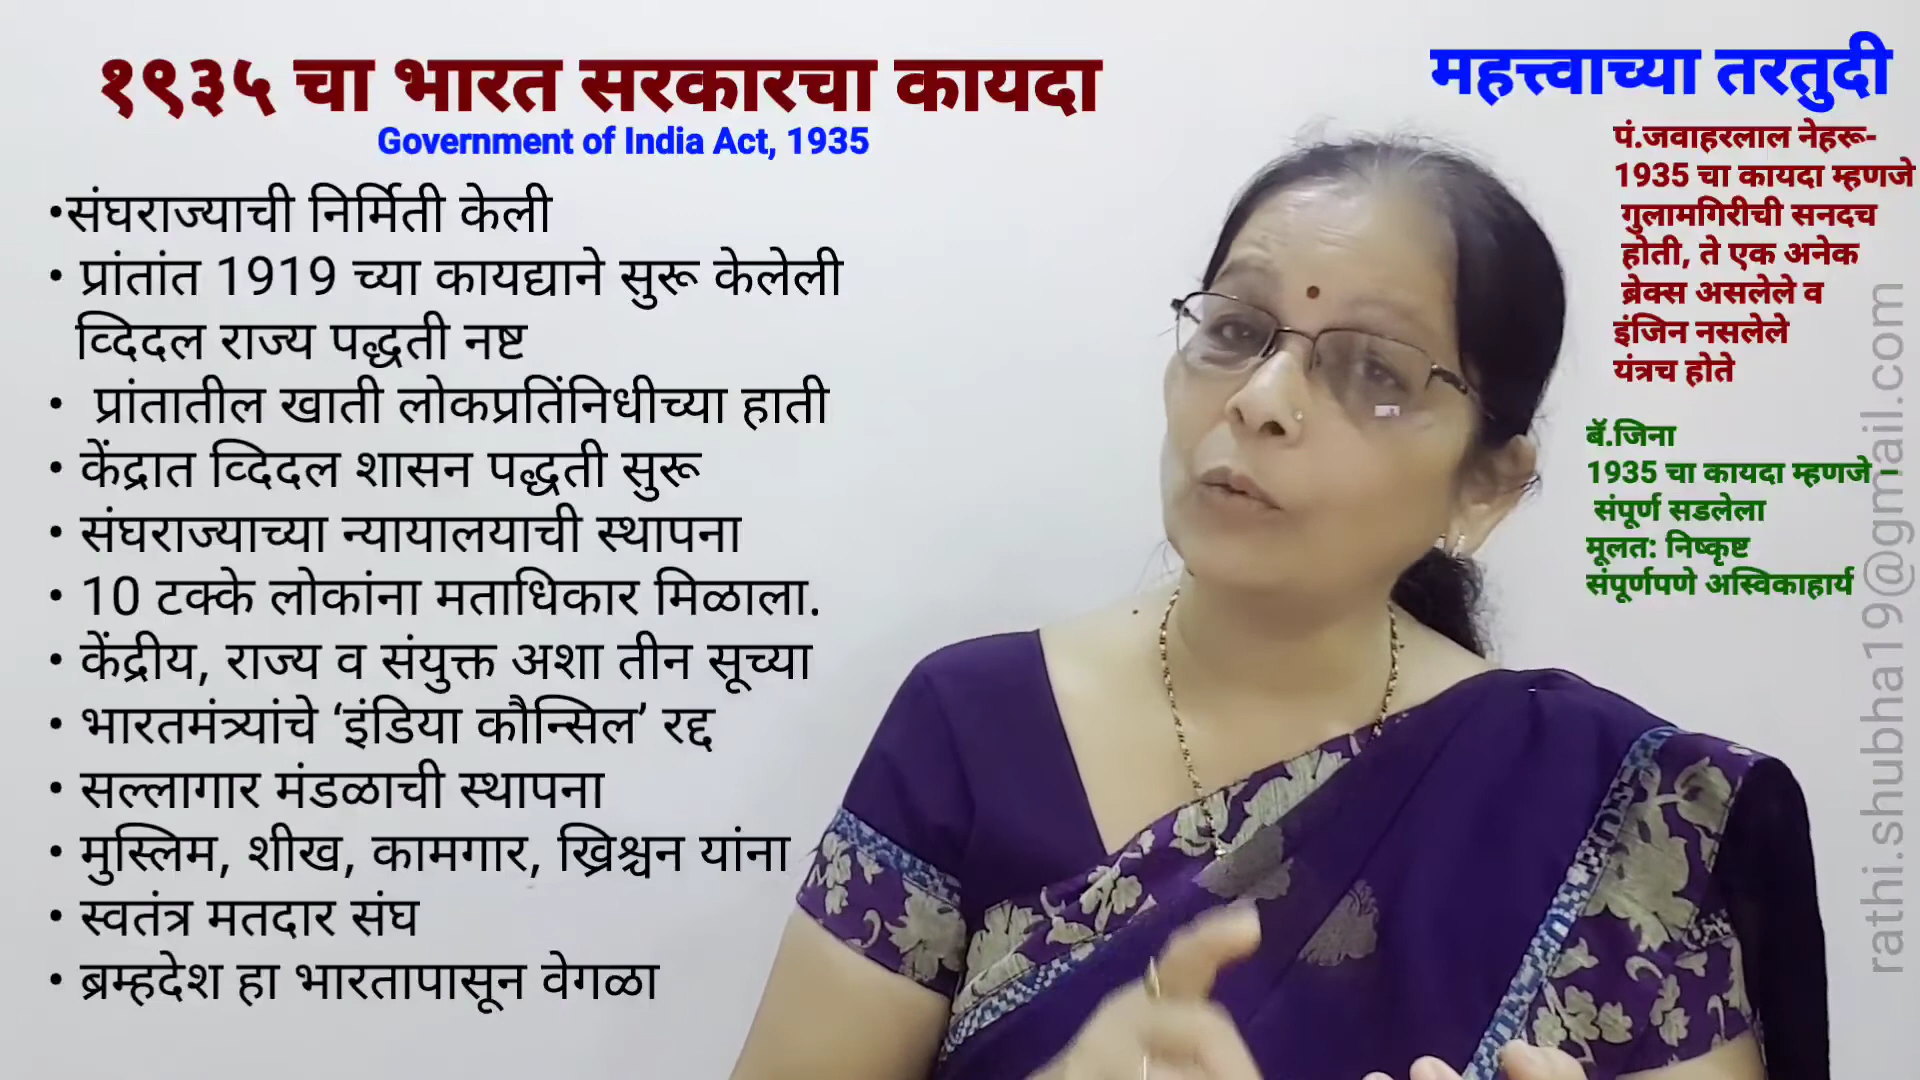 १९३५ चा भारत सरकारचा कायदा
Government of India Act, 1935
•संघराज्याची निर्मिती केली
• प्रांतांत 1919 च्या कायद्याने सुरू केलेली
व्दिदल राज्य पद्धती नष्ट
• प्रांतातील खाती लोकप्रतिंनिधीच्या हाती
• केंद्रात व्दिदल शासन पद्धती सुरू
• संघराज्याच्या न्यायालयाची स्थापना
• 10 टक्के लोकांना मताधिकार मिळाला.
• केंद्रीय, राज्य व संयुक्त अशा तीन सूच्या
• भारतमंत्र्यांचे ‘इंडिया कौन्सिल’ रद्द
• सल्लागार मंडळाची स्थापना
• मुस्लिम, शीख, कामगार, ख्रिश्चन यांना
• स्वतंत्र मतदार संघ
• ब्रम्हदेश हा भारतापासून वेगळा
महत्त्वाच्या तरतुदी
पं.जवाहरलाल नेहरू-
1935 चा कायदा म्हणजे
गुलामगिरीची सनदच
होती, ते एक अनेक
ब्रेक्स असलेले व
इंजिन नसलेले
यंत्रच होते
बॅ.जिना
1935 चा कायदा म्हणजे –
संपूर्ण सडलेला
मूलत: निष्कृष्ट
संपूर्णपणे अस्विकाहार्य
rathi.shubha19@gmail.com